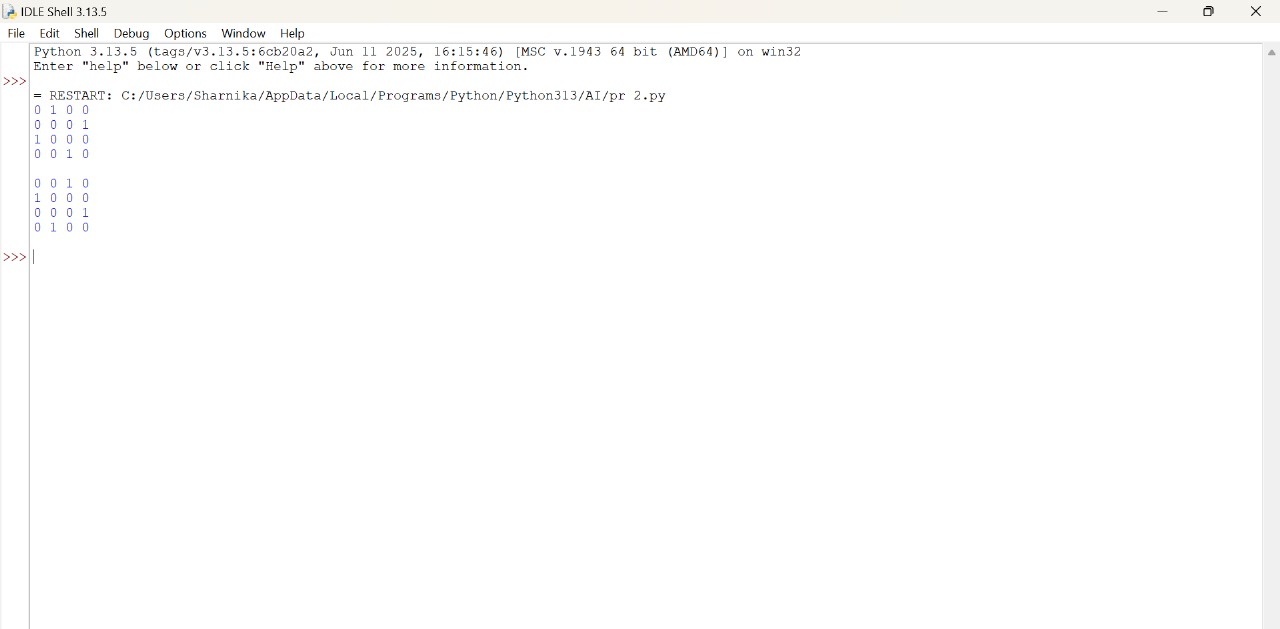 IDLE Shell 3.13.5
File Edit Shell Debug Options Window Help
Python 3.13.5 (tags/v3.13.5:6cb20a2, Jun 11 2025, 16:15:46) [MSC v.1943 64 bit (AMD64)] on win32
Enter "help" below or click "Help" above for more information.
>>>
= RESTART: C:/Users/Sharnika/AppData/Local/Programs/Python/Python313/AI/pr 2.py
0 1 0 0
0 0 0 1
1 0 0 0
0 0 1 0
0 0 1 0
1 0 0 0
0 0 0 1
0 1 0 0
>>>